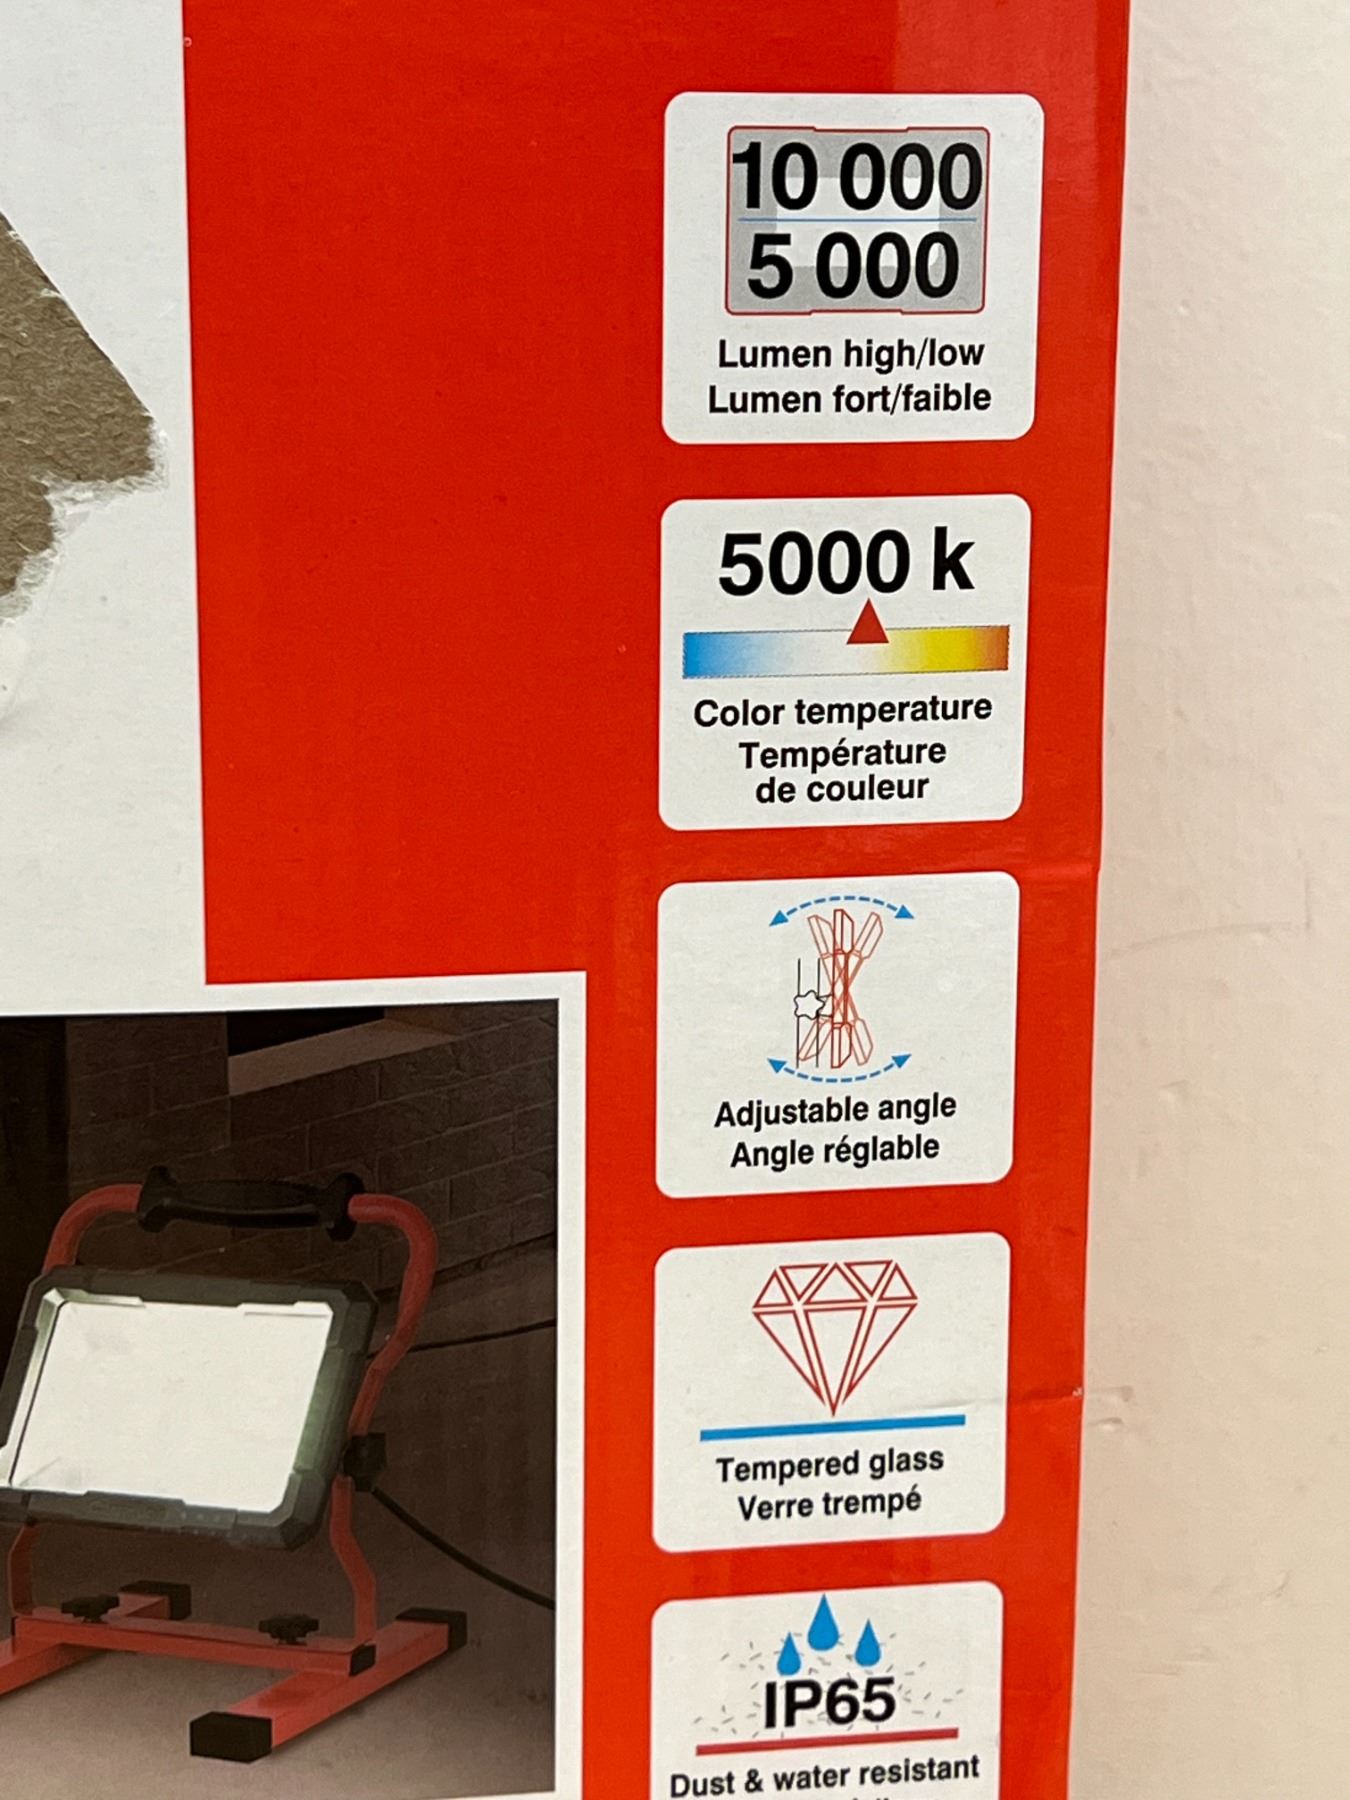 10 000
5 000
Lumen high/low
Lumen fort/faible
5000 k
Color temperature
Température
de couleur
Adjustable angle
Angle réglable
Tempered glass
Verre trempé
IP65
Dust & water resistant